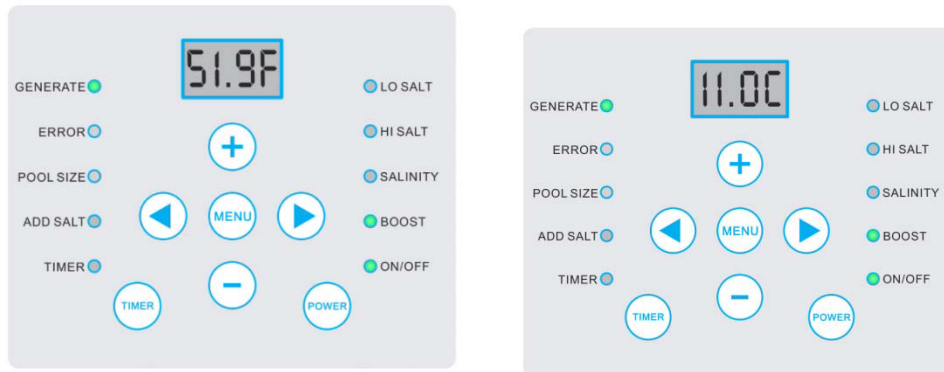 51.9F
GENERATE
LO SALT
ERROR
HI SALT
POOL SIZE
SALINITY
ADD SALT
MENU
BOOST
TIMER
ON/OFF
TIMER
POWER
11.0C
GENERATE
LO SALT
ERROR
HI SALT
POOL SIZE
SALINITY
ADD SALT
MENU
BOOST
TIMER
ON/OFF
TIMER
POWER